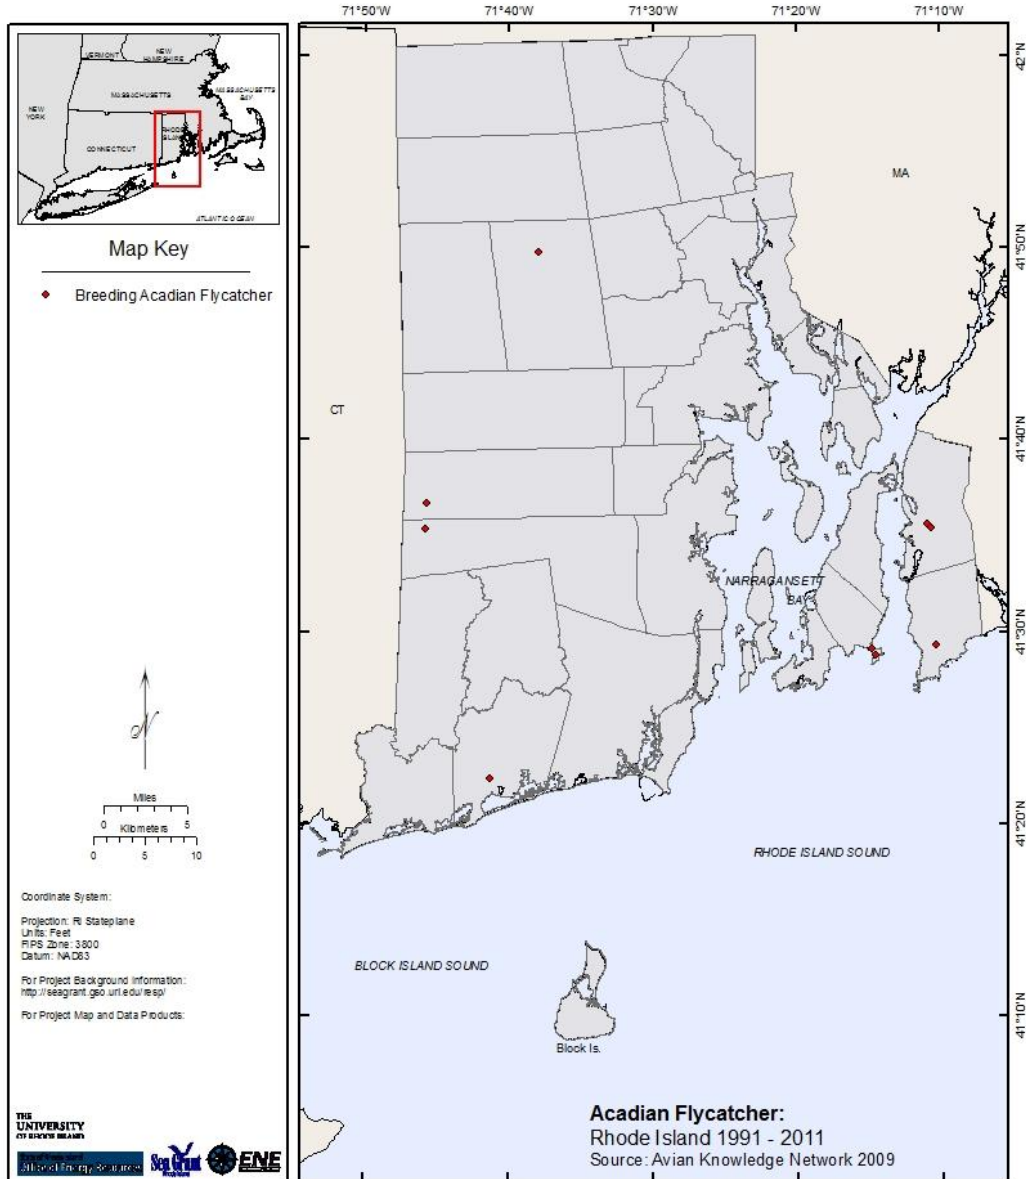 71°50'W
71°40'W
71°30'W
71°20'W
71°10'W
VERMONT
NEW
HAMPSHIRE
MASSACHUSETTS
MASSACHUSETTS
BAY
NEW
YORK
RHODE
ISLAND
CONNECTICUT
ATLANTIC OCEAN
Map Key
Breeding Acadian Flycatcher
N
Miles
0 5
Kilometers
0 5 10
Coordinate System:
Projection: RI Stateplane
Units: Feet
FIPS Zone: 3800
Datum: NAD83
For Project Background Information:
http://seagrant.gso.uri.edu/resp/
For Project Map and Data Products:
THE
UNIVERSITY
OF RHODE ISLAND
Sea Grant
ENE
MA
CT
NARRAGANSETT
BAY
RHODE ISLAND SOUND
BLOCK ISLAND SOUND
Block Is.
42°N
41°50'N
41°40'N
41°30'N
41°20'N
41°10'N
Acadian Flycatcher:
Rhode Island 1991 - 2011
Source: Avian Knowledge Network 2009